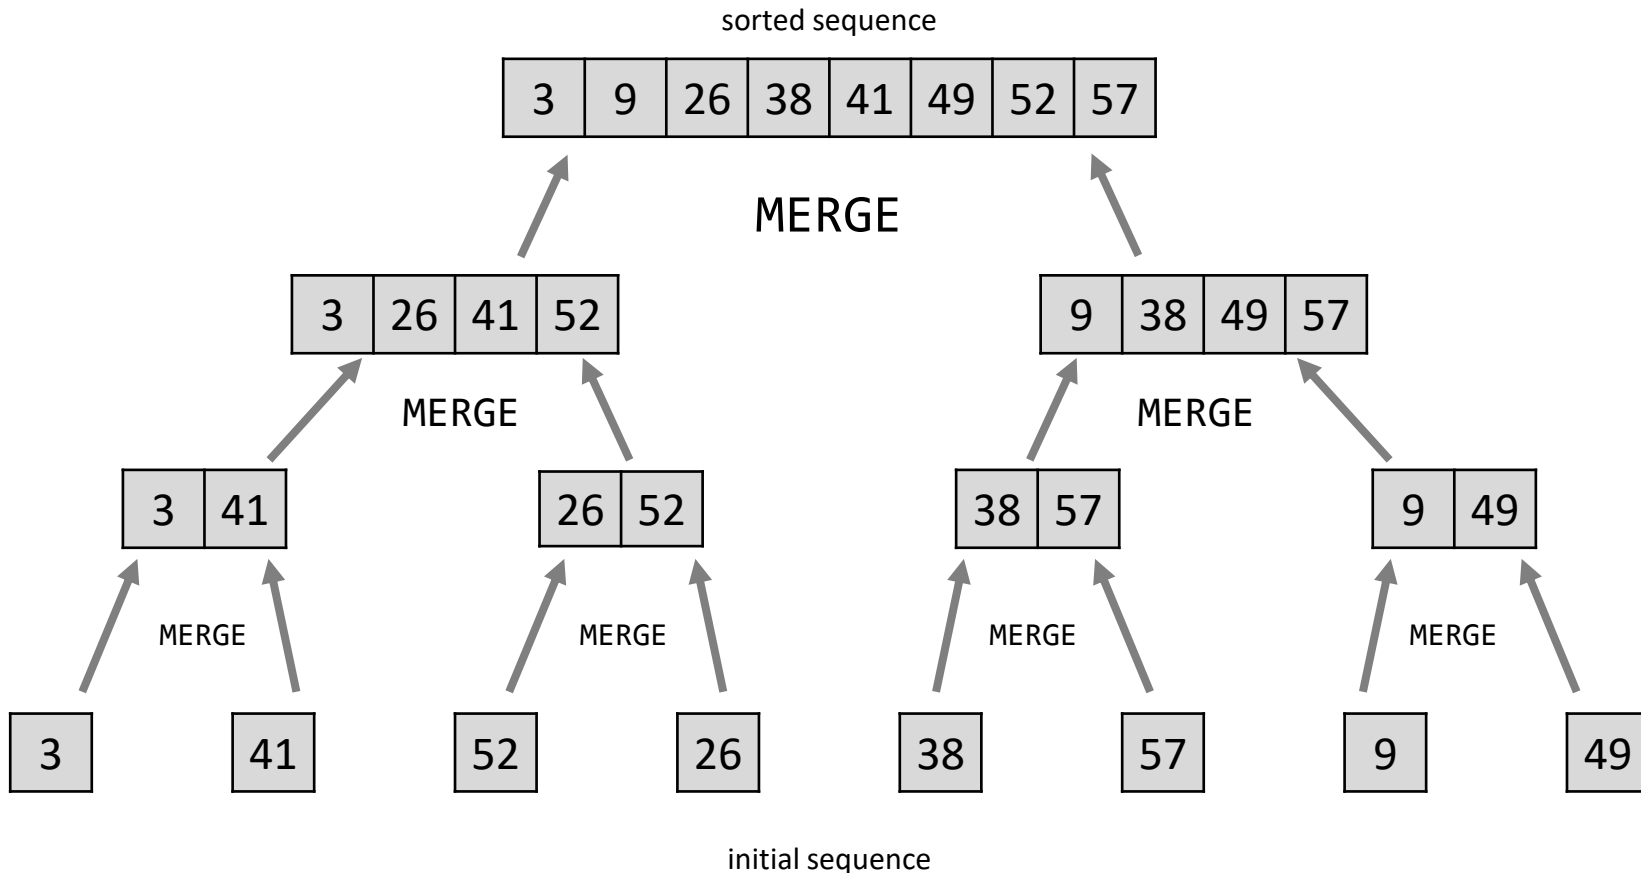 sorted sequence
3 9 26 38 41 49 52 57
MERGE
3 26 41 52 9 38 49 57
MERGE MERGE
3 41 26 52 38 57 9 49
MERGE MERGE MERGE MERGE
3 41 52 26 38 57 9 49
initial sequence